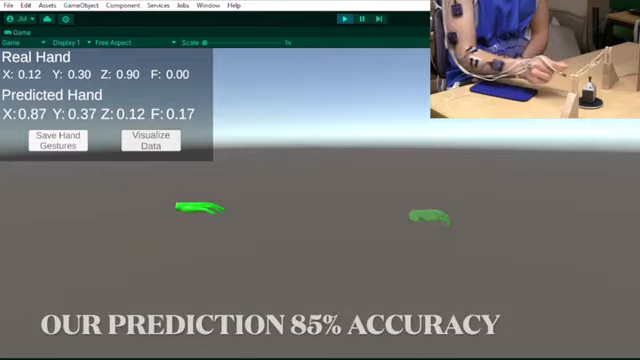 File Edit Assets GameObject Component Services Jobs Window Help
JM
Game
Game Display 1 Free Aspect Scale 1x
Real Hand
X: 0.12 Y: 0.30 Z: 0.90 F: 0.00
Predicted Hand
X:0.87 Y:0.37 Z:0.12 F:0.17
Save Hand
Gestures
Visualize
Data
OUR PREDICTION 85% ACCURACY